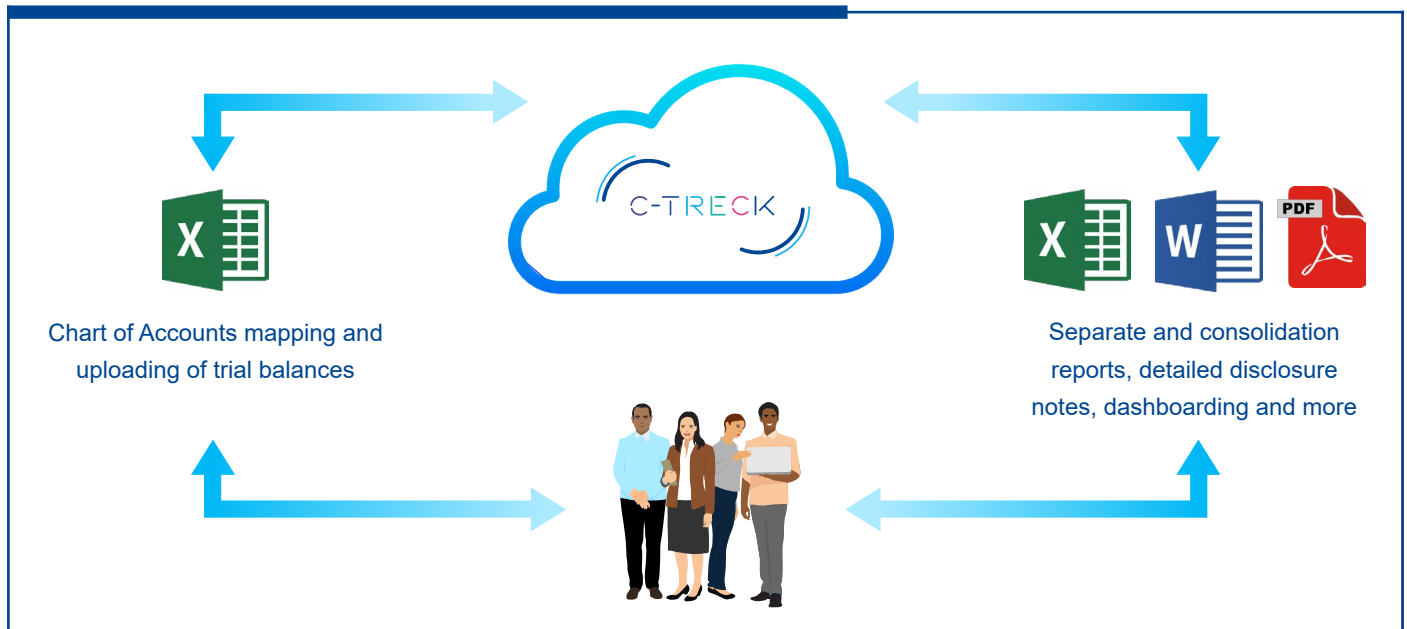 C-TRECK
X
X
W
PDF
Chart of Accounts mapping and
uploading of trial balances
Separate and consolidation
reports, detailed disclosure
notes, dashboarding and more